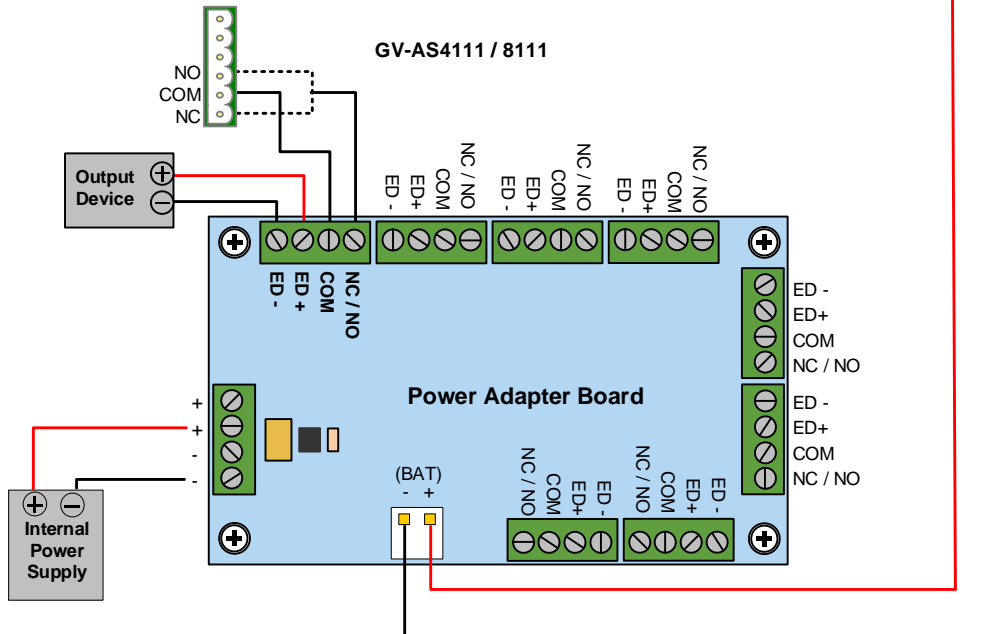 GV-AS4111 / 8111
NO
COM
NC
Output
Device
+
−
ED -
ED+
COM
NC / NO
ED -
ED+
COM
NC / NO
ED -
ED+
COM
NC / NO
ED -
ED +
COM
NC / NO
ED -
ED+
COM
NC / NO
Power Adapter Board
ED -
ED+
COM
NC / NO
+
+
-
-
(BAT)
- +
NC / NO
COM
ED+
ED -
NC / NO
COM
ED+
ED -
+
−
Internal
Power
Supply